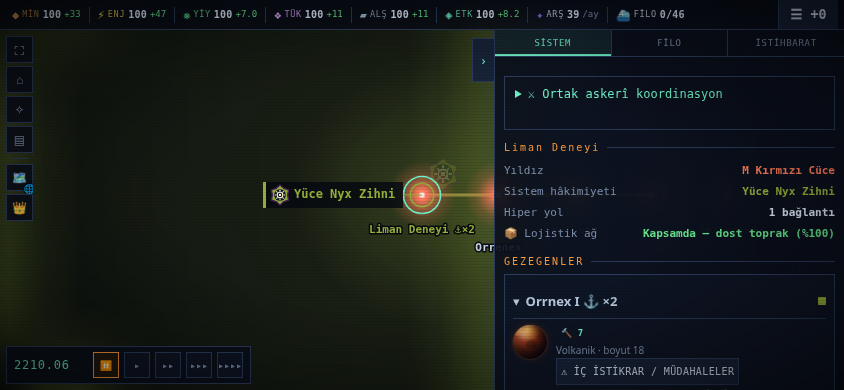 MİN 100 +33 ENJ 100 +47 YİY 100 +7.0 TÜK 100 +11 ALŞ 100 +11 ETK 100 +8.2 ARŞ 39 /ay FİLO 0/46 ☰ +0
SİSTEM FİLO İSTİHBARAT
›
▶ ⚔ Ortak askerî koordinasyon
Liman Deneyi
Yıldız M Kırmızı Cüce
Sistem hâkimiyeti Yüce Nyx Zihni
Hiper yol 1 bağlantı
📦 Lojistik ağ Kapsamda — dost toprak (%100)
GEZEGENLER
▼ Orrnex I ⚓ ×2
🔨 7
Volkanik · boyut 18
⚠ İÇ İSTİKRAR / MÜDAHALELER
Yüce Nyx Zihni
Liman Deneyi ⚓×2
Orrnex
2210.06